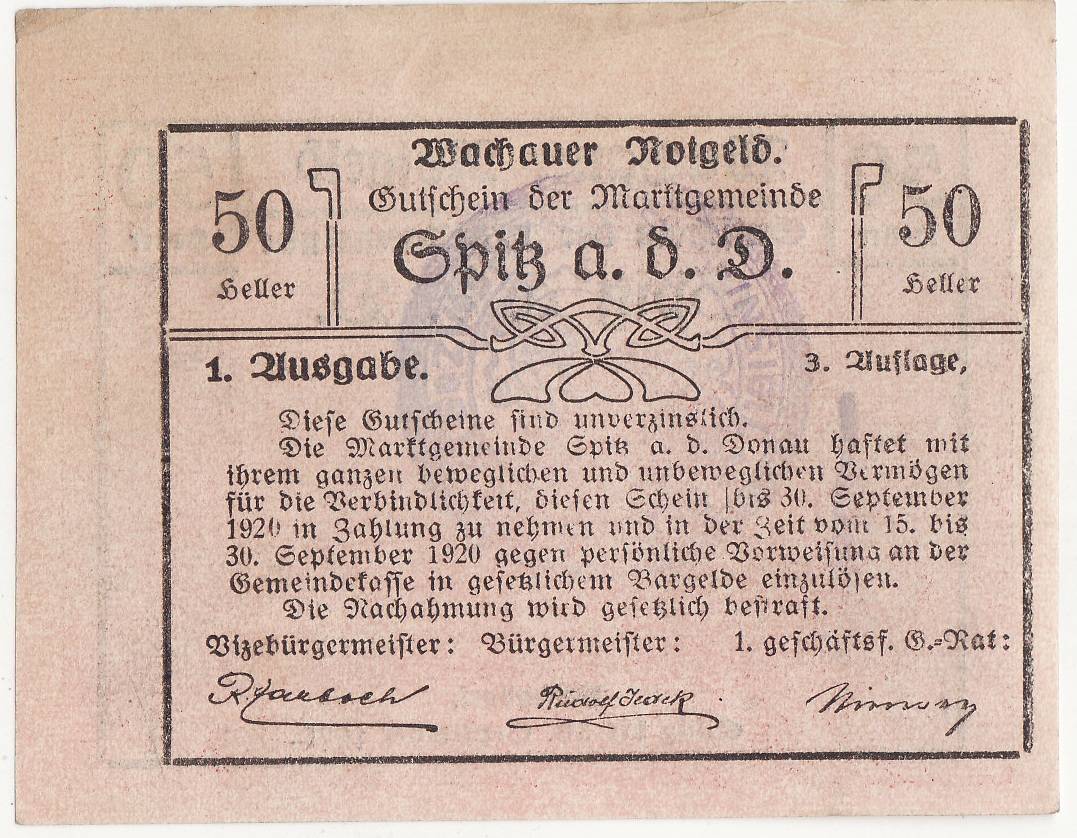 Wachauer Notgeld.
50 Gutschein der Marktgemeinde 50
Heller Spitz a. d. D. Heller
1. Ausgabe. 3. Auflage,
Diese Gutscheine sind unverzinslich.
Die Marktgemeinde Spitz a. d. Donau haftet mit
ihrem ganzen beweglichen und unbeweglichen Vermögen
für die Verbindlichkeit, diesen Schein bis 30. September
1920 in Zahlung zu nehmen und in der Zeit vom 15. bis
30. September 1920 gegen persönliche Vorweisung an der
Gemeindekasse in gesetzlichem Bargelde einzulösen.
Die Nachahmung wird gesetzlich bestraft.
Vizebürgermeister: Bürgermeister: 1. geschäftsf. G.-Rat:
Rudolf